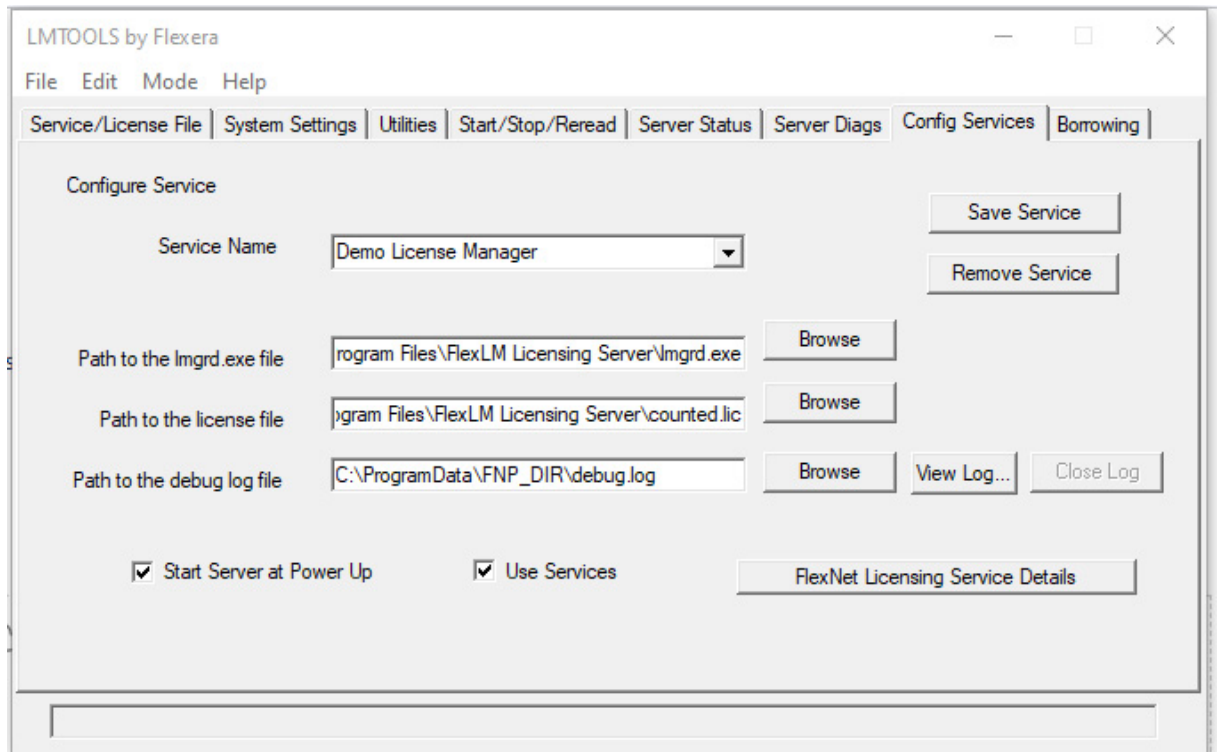 LMTOOLS by Flexera
File Edit Mode Help
Service/License File System Settings Utilities Start/Stop/Reread Server Status Server Diags Config Services Borrowing
Configure Service
Save Service
Service Name Demo License Manager
Remove Service
Path to the lmgrd.exe file rogram Files\FlexLM Licensing Server\lmgrd.exe Browse
Path to the license file ogram Files\FlexLM Licensing Server\counted.lic Browse
Path to the debug log file C:\ProgramData\FNP_DIR\debug.log Browse View Log... Close Log
Start Server at Power Up Use Services FlexNet Licensing Service Details